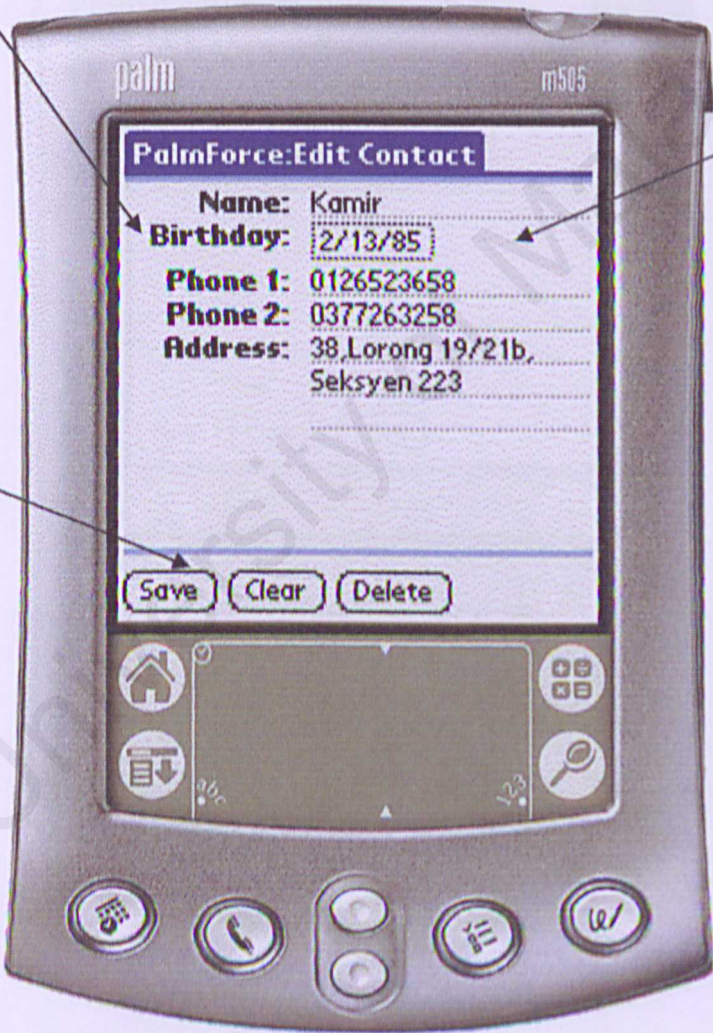 palm m505
PalmForce:Edit Contact
Name: Kamir
Birthday: 2/13/85
Phone 1: 0126523658
Phone 2: 0377263258
Address: 38,Lorong 19/21b,
Seksyen 223
Save Clear Delete
abc 123